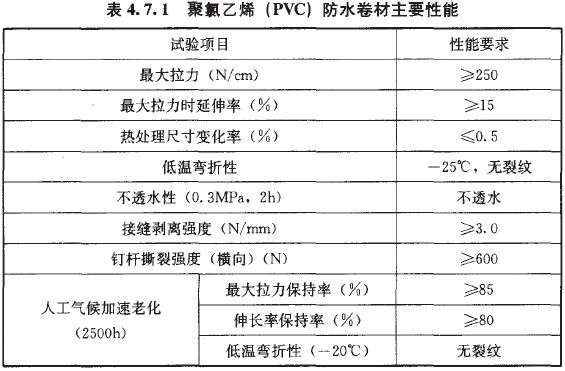 表 4.7.1 聚氯乙烯 (PVC) 防水卷材主要性能
试验项目 性能要求
最大拉力 (N/cm) ≥250
最大拉力时延伸率 (%) ≥15
热处理尺寸变化率 (%) ≤0.5
低温弯折性 -25℃, 无裂纹
不透水性 (0.3MPa, 2h) 不透水
接缝剥离强度 (N/mm) ≥3.0
钉杆撕裂强度 (横向) (N) ≥600
人工气候加速老化
(2500h)
最大拉力保持率 (%) ≥85
伸长率保持率 (%) ≥80
低温弯折性 (-20℃) 无裂纹